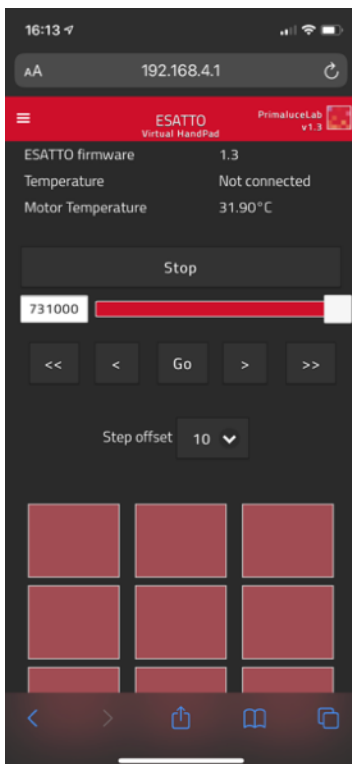 16:13
AA 192.168.4.1
ESATTO
Virtual HandPad
PrimaluceLab
v1.3
ESATTO firmware 1.3
Temperature Not connected
Motor Temperature 31.90°C
Stop
731000
<< < Go > >>
Step offset 10